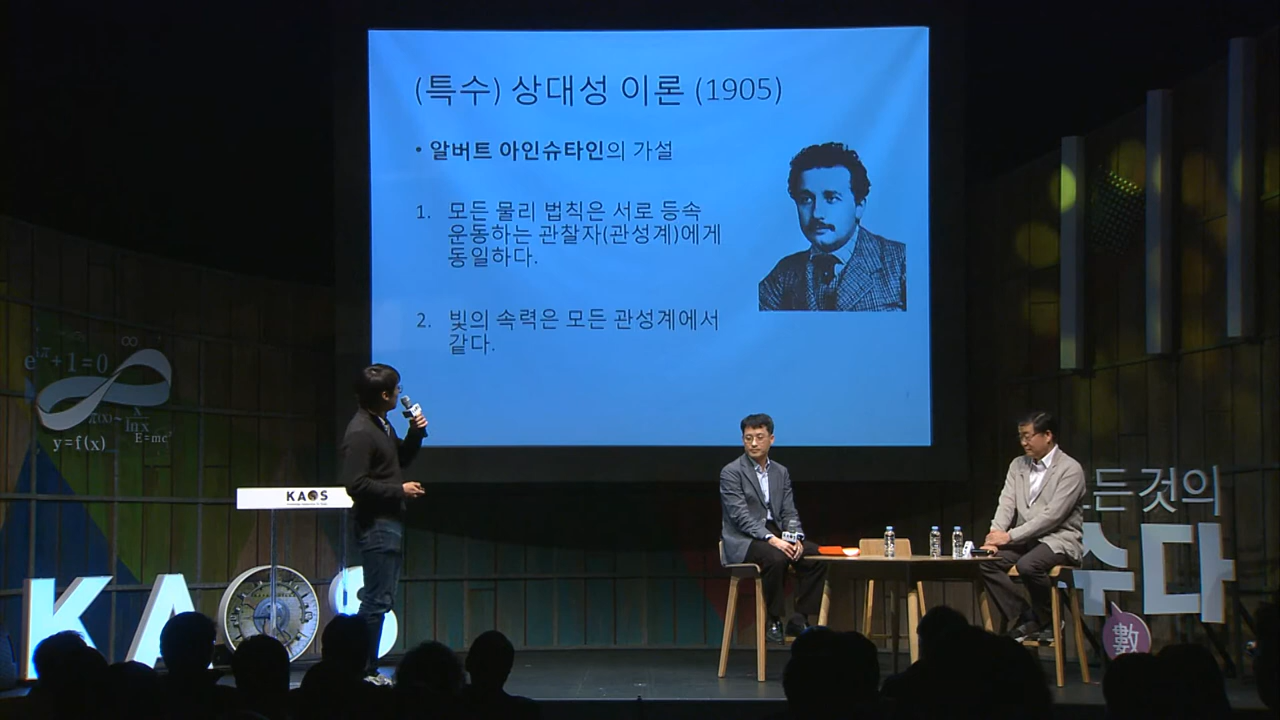 (특수) 상대성 이론 (1905)
• 알버트 아인슈타인의 가설
1. 모든 물리 법칙은 서로 등속
운동하는 관찰자(관성계)에게
동일하다.
2. 빛의 속력은 모든 관성계에서
같다.
∞
+1=0
x
lnx
y=f(x)
E=mc²
KAOS
KAOS
든 것의
수다
數